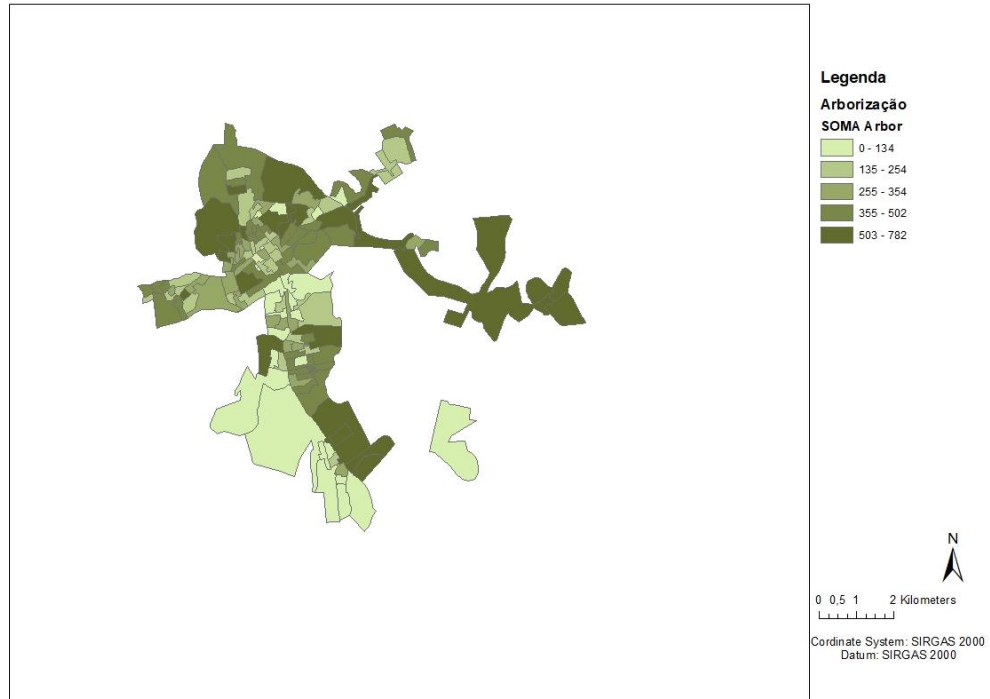 Legenda
Arborização
SOMA Arbor
0 - 134
135 - 254
255 - 354
355 - 502
503 - 782
N
0 0,5 1 2 Kilometers
Cordinate System: SIRGAS 2000
Datum: SIRGAS 2000